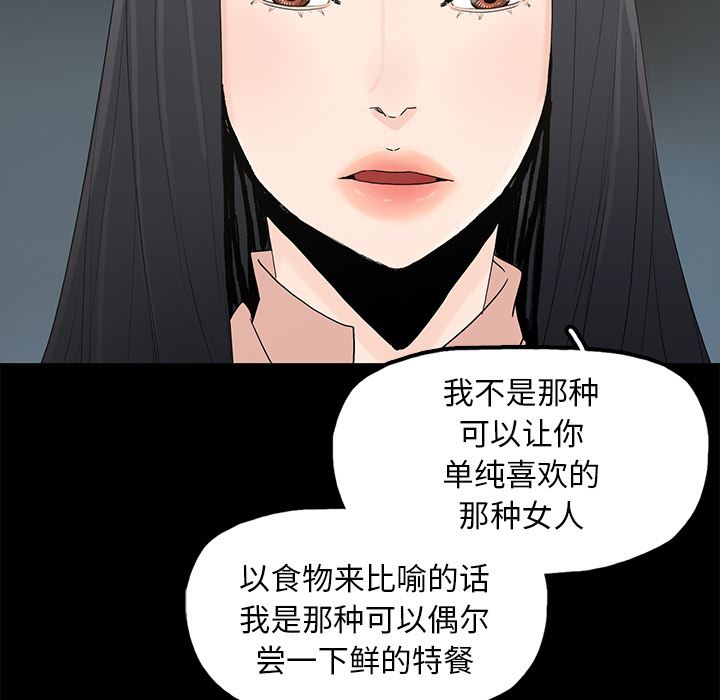 我不是那种
可以让你
单纯喜欢的
那种女人
以食物来比喻的话
我是那种可以偶尔
尝一下鲜的特餐